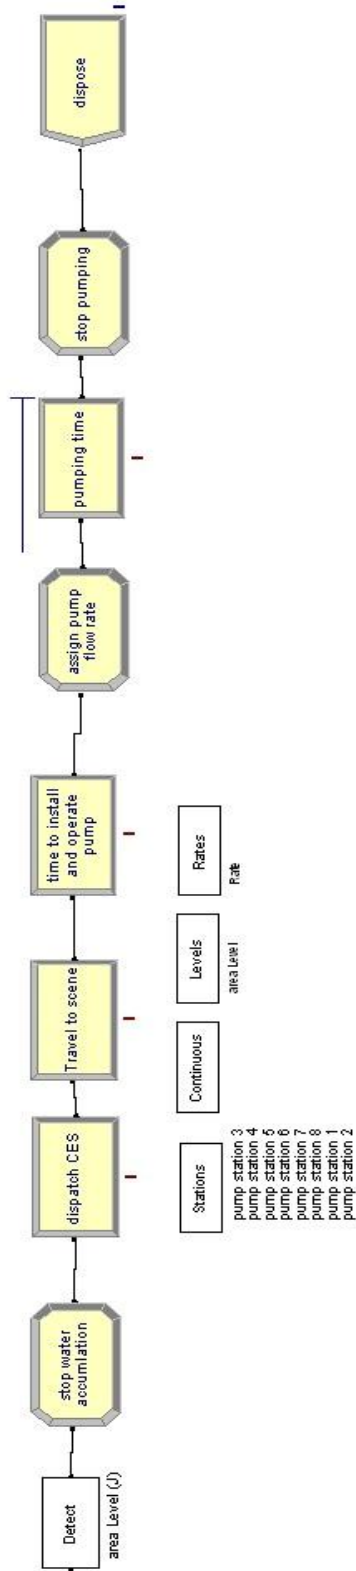 Detect
area Level (J)
stop water
accumlation
dispatch CES
Travel to scene
time to install
and operate
pump
assign pump
flow rate
pumping time
stop pumping
dispose
Stations
pump station 3
pump station 4
pump station 5
pump station 6
pump station 7
pump station 8
pump station 1
pump station 2
Continuous
Levels
area Level
Rates
Rate